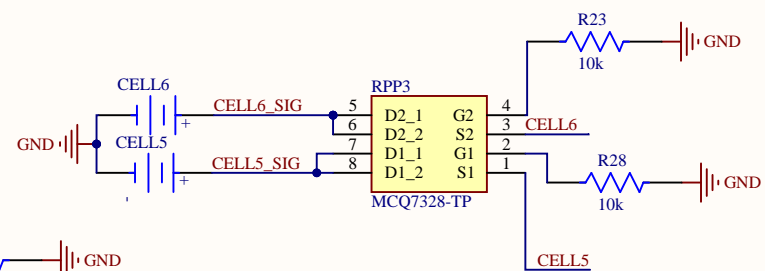 R23
10k
GND
CELL6
CELL6_SIG
+
RPP3
5 D2_1 G2 4
6 D2_2 S2 3 CELL6
7 D1_1 G1 2
8 D1_2 S1 1
MCQ7328-TP
GND
CELL5
CELL5_SIG
+
R28
10k
GND
CELL5
GND